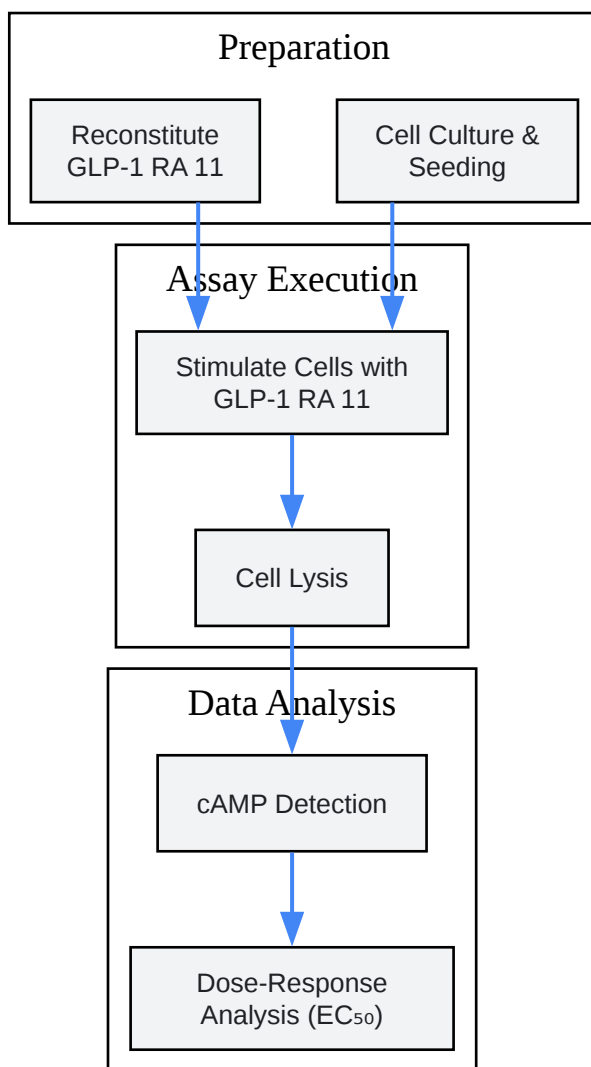 Preparation
Reconstitute
GLP-1 RA 11
Cell Culture &
Seeding
Assay Execution
Stimulate Cells with
GLP-1 RA 11
Cell Lysis
Data Analysis
cAMP Detection
Dose-Response
Analysis (EC₅₀)